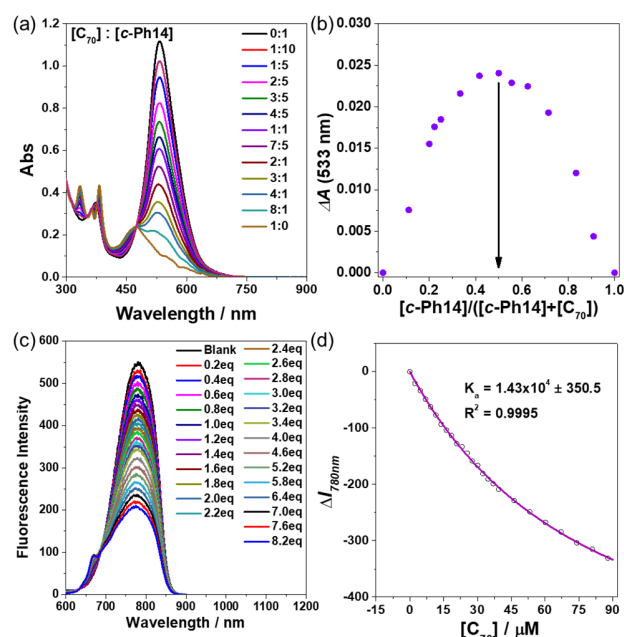 (a)
[C₇₀] : [c-Ph14]
0:1
1:10
1:5
2:5
3:5
4:5
1:1
7:5
2:1
3:1
4:1
8:1
1:0
1.2
1.0
0.8
0.6
0.4
0.2
0.0
Abs
300 400 500 600 700 800 900
Wavelength / nm
(b)
0.030
0.025
0.020
0.015
0.010
0.005
0.000
ΔA (533 nm)
0.0 0.2 0.4 0.6 0.8 1.0
[c-Ph14]/([c-Ph14]+[C₇₀])
(c)
600
500
400
300
200
100
0
Fluorescence Intensity
Blank
0.2eq
0.4eq
0.6eq
0.8eq
1.0eq
1.2eq
1.4eq
1.6eq
1.8eq
2.0eq
2.2eq
2.4eq
2.6eq
2.8eq
3.0eq
3.2eq
3.4eq
4.0eq
4.6eq
5.2eq
5.8eq
6.4eq
7.0eq
7.6eq
8.2eq
600 700 800 900 1000 1100 1200
Wavelength / nm
(d)
Kₐ = 1.43x10⁴ ± 350.5
R² = 0.9995
0
-100
-200
-300
-400
ΔI780nm
-15 0 15 30 45 60 75 90
[C₇₀] / μM